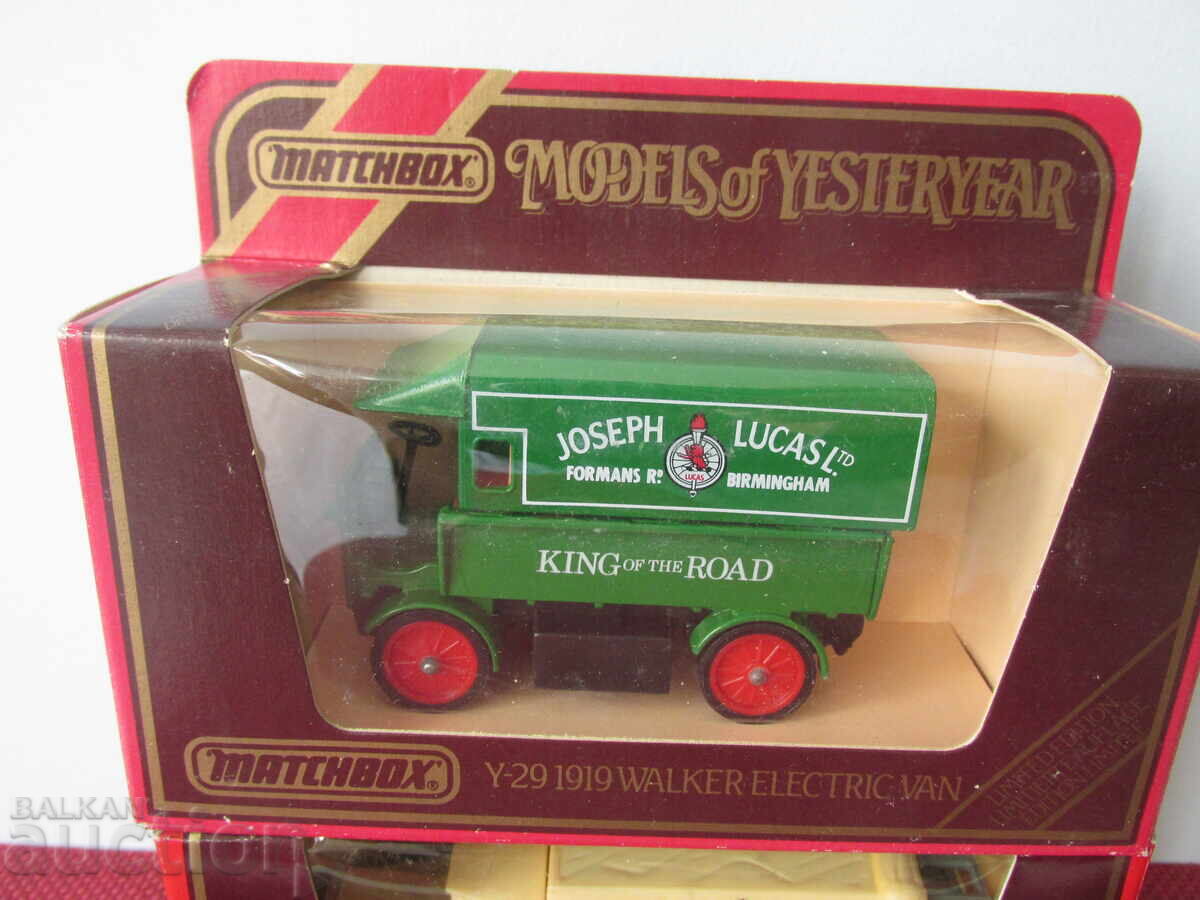 MATCHBOX® MODELS of YESTERYEAR
JOSEPH LUCAS LTD
FORMANS RD. BIRMINGHAM
LUCAS
KING OF THE ROAD
MATCHBOX® Y-29 1919 WALKER ELECTRIC VAN
LIMITED EDITION
BALKAN
auction